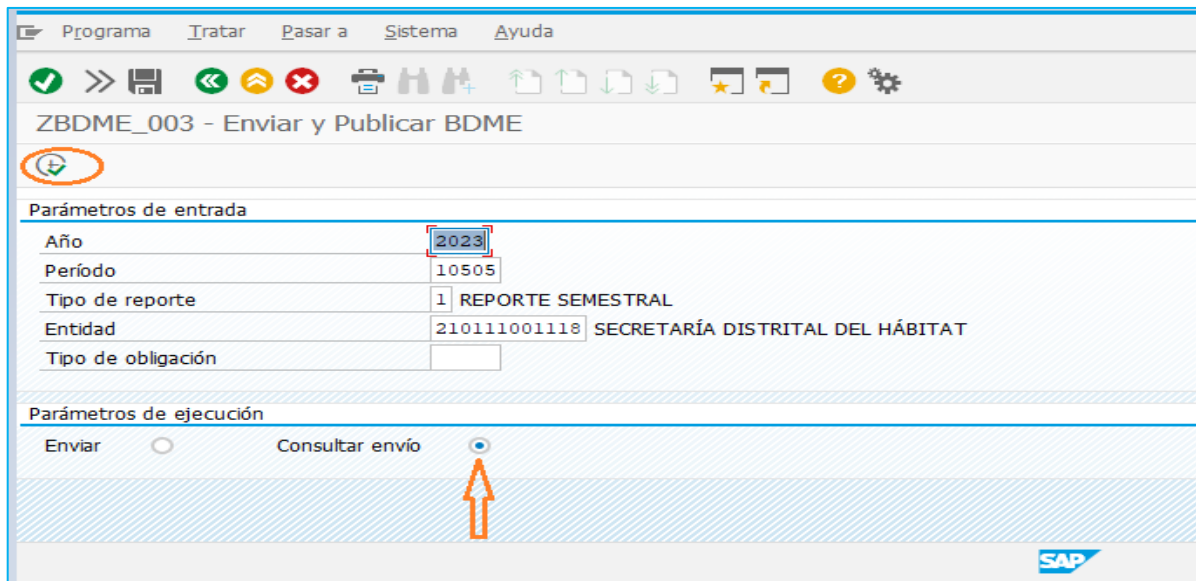 Programa Tratar Pasar a Sistema Ayuda
ZBDME_003 - Enviar y Publicar BDME
Parámetros de entrada
Año 2023
Período 10505
Tipo de reporte 1 REPORTE SEMESTRAL
Entidad 210111001118 SECRETARÍA DISTRITAL DEL HÁBITAT
Tipo de obligación
Parámetros de ejecución
Enviar Consultar envío
SAP